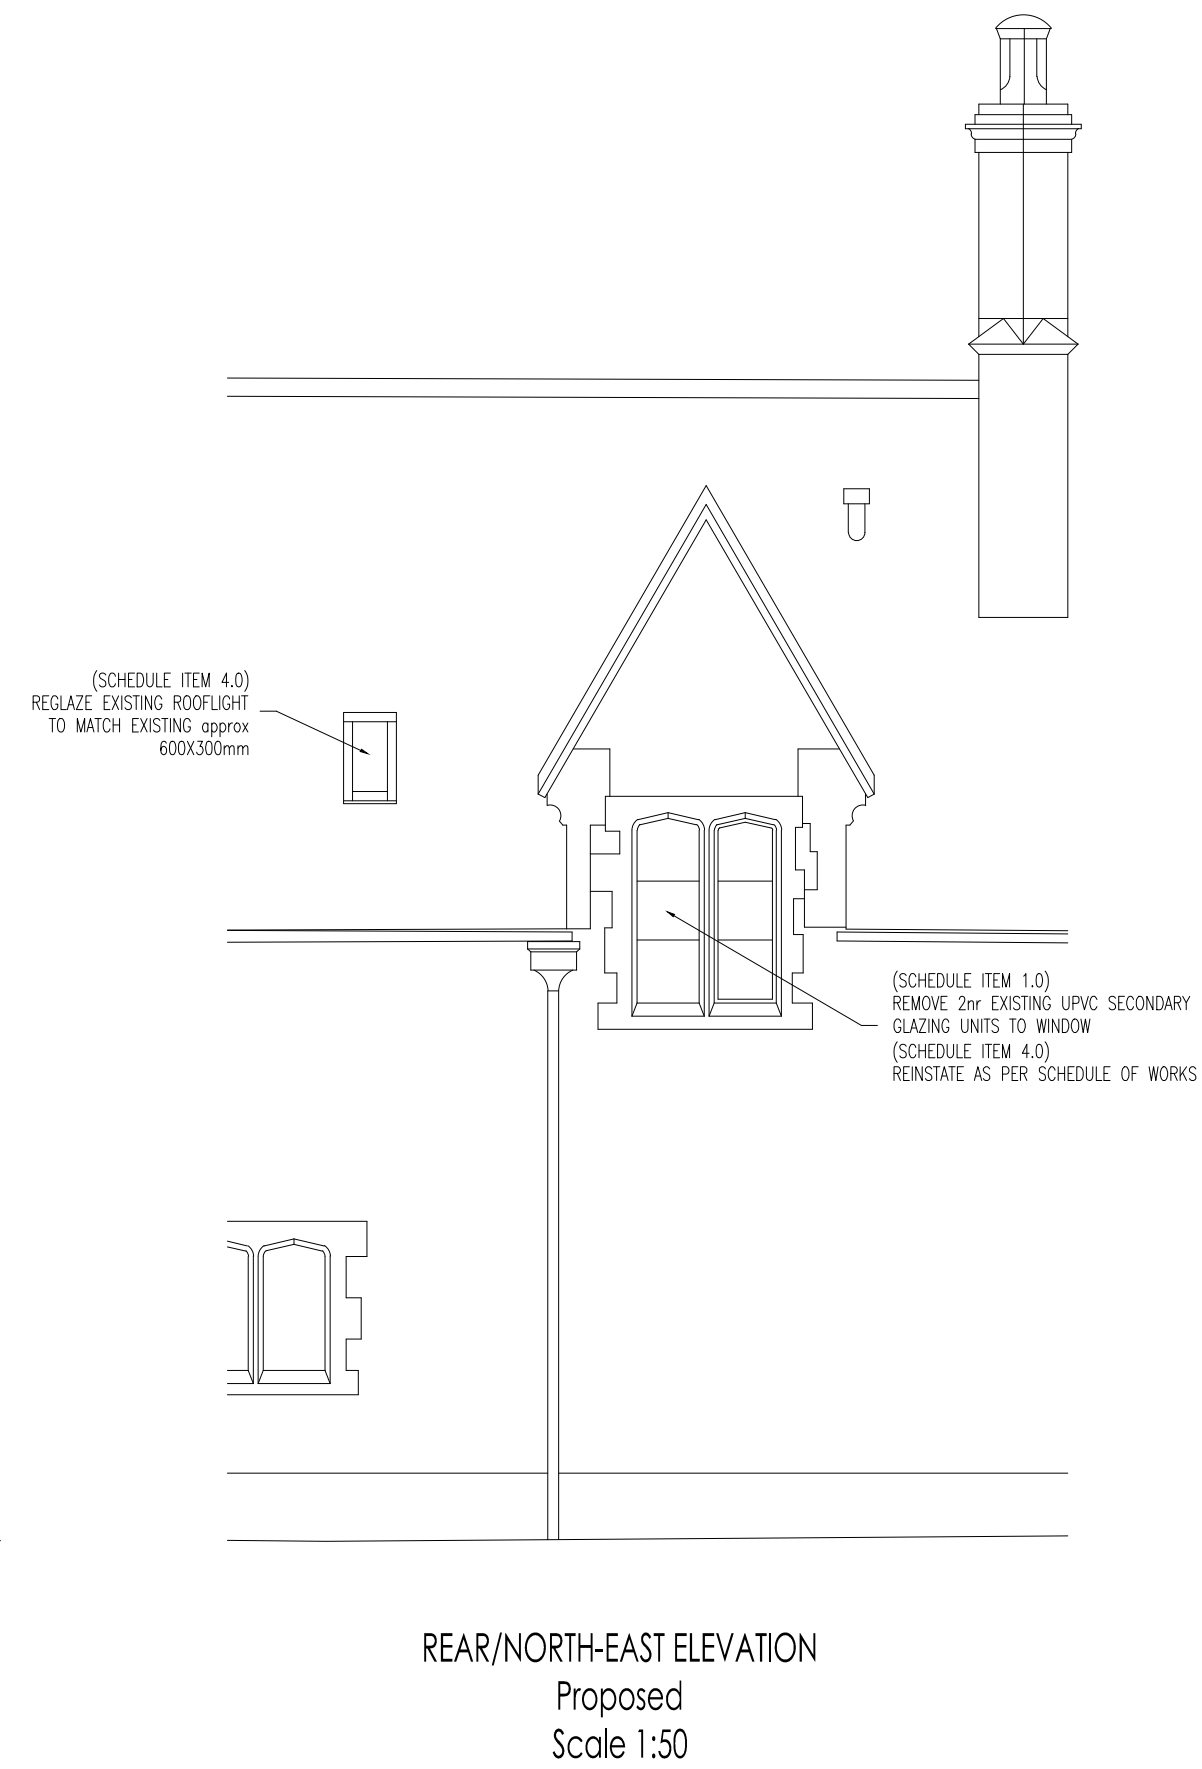 (SCHEDULE ITEM 4.0)
REGLAZE EXISTING ROOFLIGHT
TO MATCH EXISTING approx
600X300mm
(SCHEDULE ITEM 1.0)
REMOVE 2nr EXISTING UPVC SECONDARY
GLAZING UNITS TO WINDOW
(SCHEDULE ITEM 4.0)
REINSTATE AS PER SCHEDULE OF WORKS
REAR/NORTH-EAST ELEVATION
Proposed
Scale 1:50